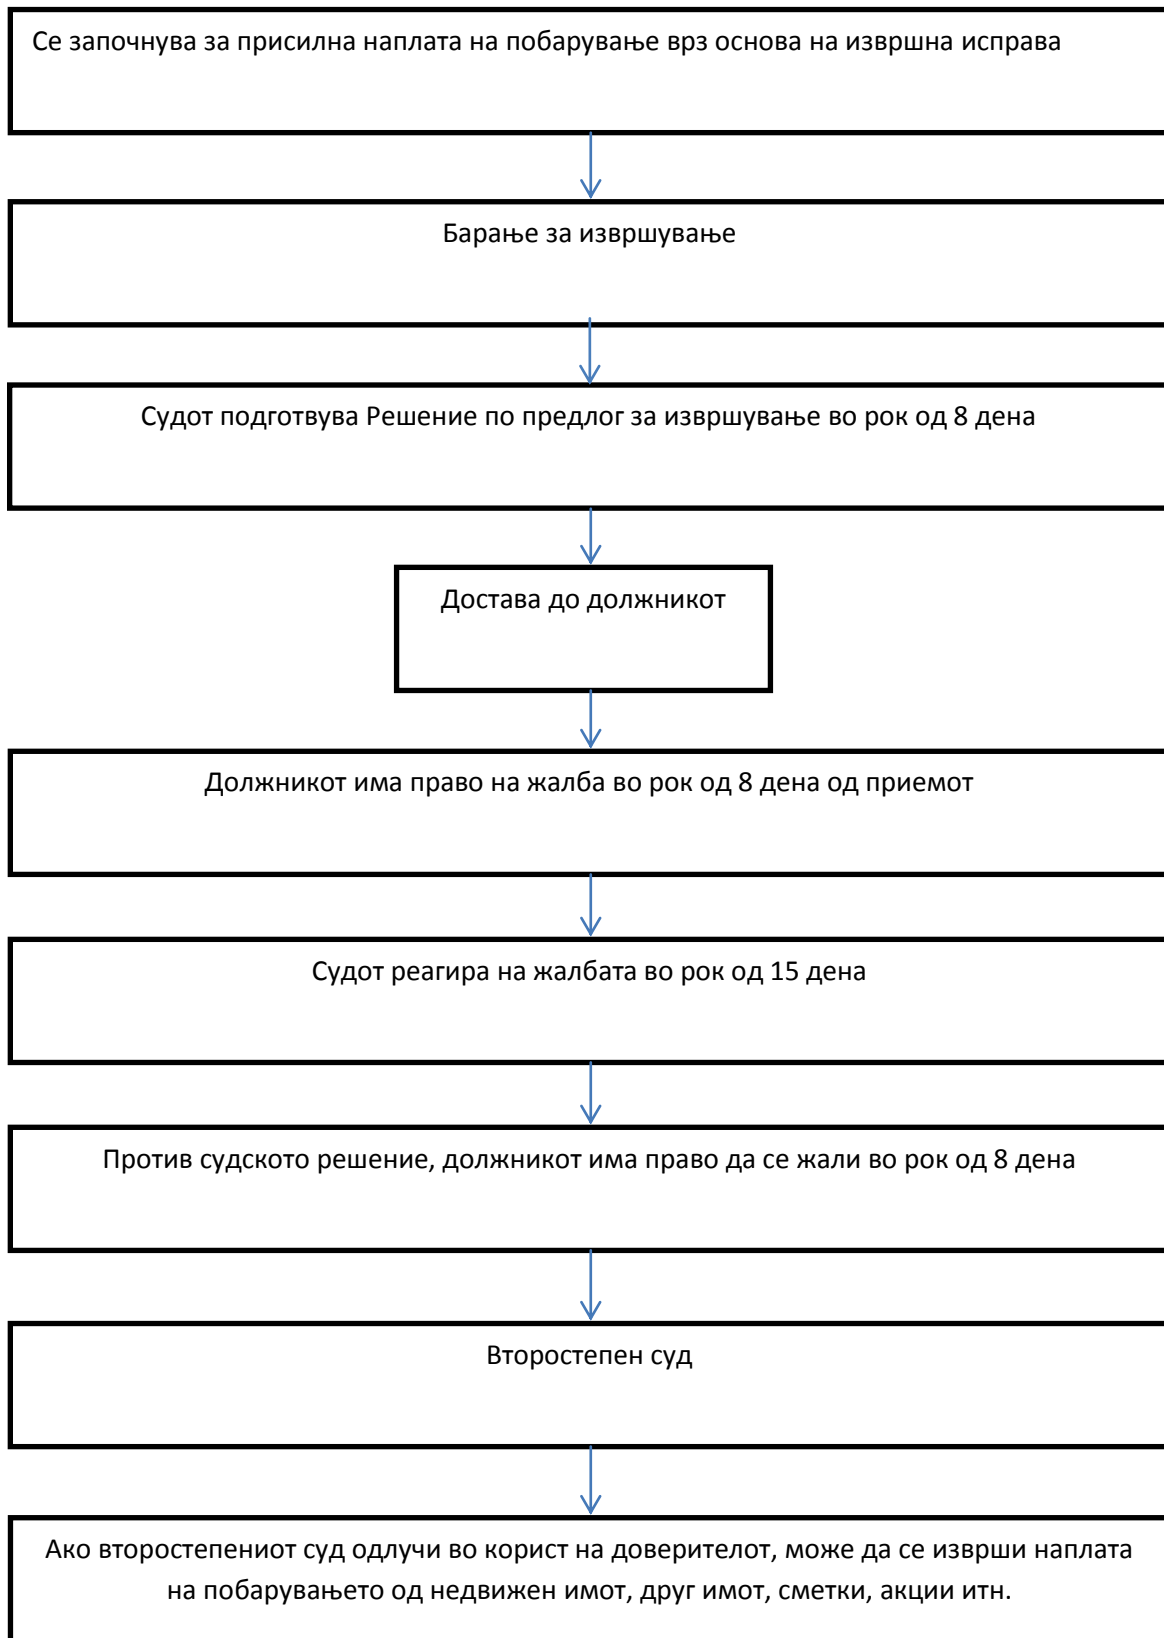 Се започнува за присилна наплата на побарување врз основа на извршна исправа
Барање за извршување
Судот подготвува Решение по предлог за извршување во рок од 8 дена
Достава до должникот
Должникот има право на жалба во рок од 8 дена од приемот
Судот реагира на жалбата во рок од 15 дена
Против судското решение, должникот има право да се жали во рок од 8 дена
Второстепен суд
Ако второстепениот суд одлучи во корист на доверителот, може да се изврши наплата
на побарувањето од недвижен имот, друг имот, сметки, акции итн.